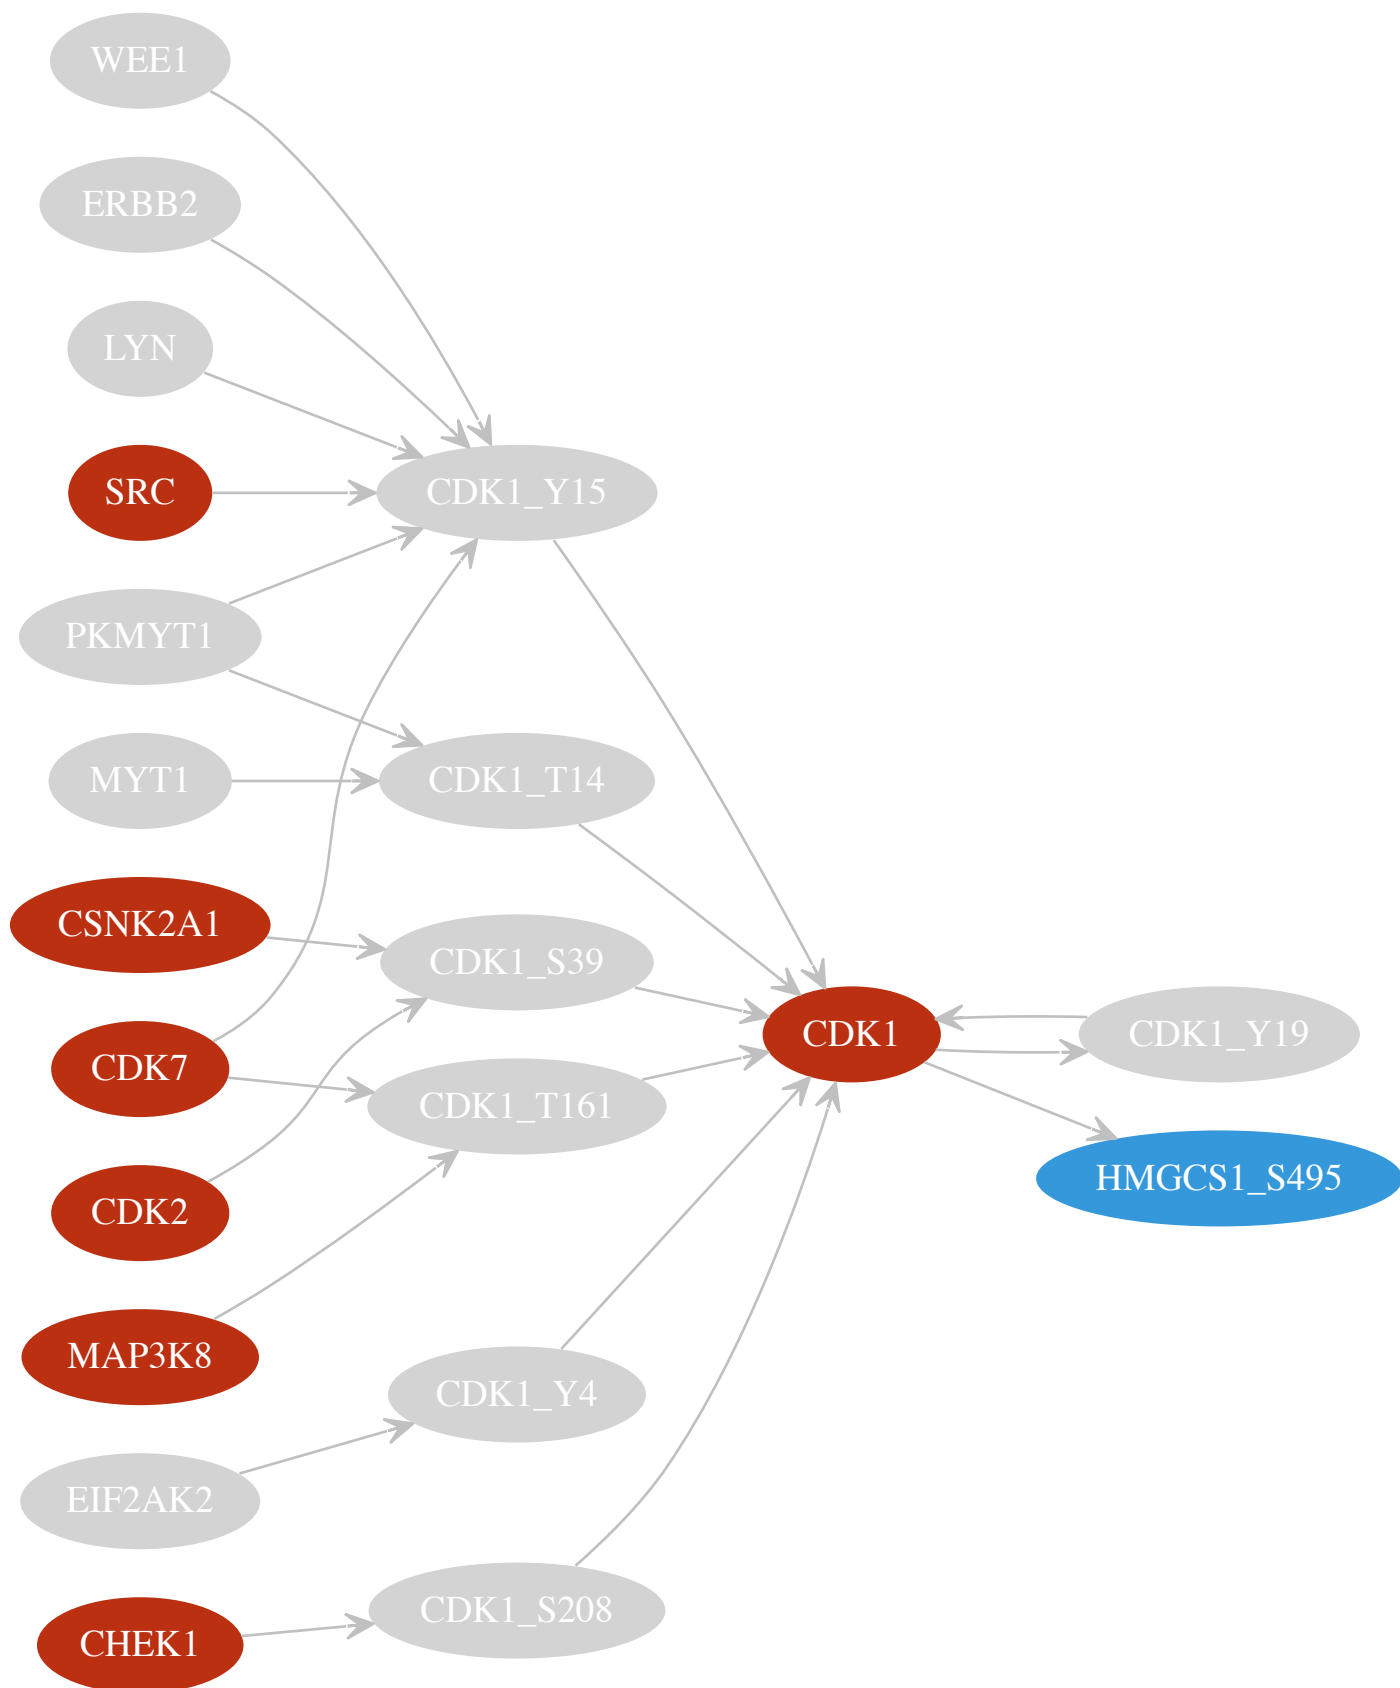 WEE1
ERBB2
LYN
SRC
CDK1_Y15
PKMYT1
MYT1
CDK1_T14
CSNK2A1
CDK1_S39
CDK7
CDK1
CDK1_Y19
CDK1_T161
CDK2
HMGCS1_S495
MAP3K8
CDK1_Y4
EIF2AK2
CDK1_S208
CHEK1